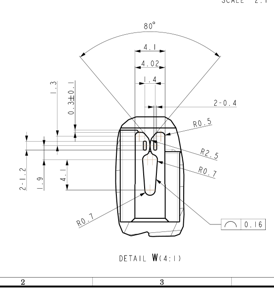 SCALE 2:1
80°
4.1
4.02
1.4
1.3
0.3±0.1
2-0.4
R0.5
R2.5
R0.7
2-1.2
1.9
4.1
R0.7
0.16
DETAIL W(4:1)
2
3